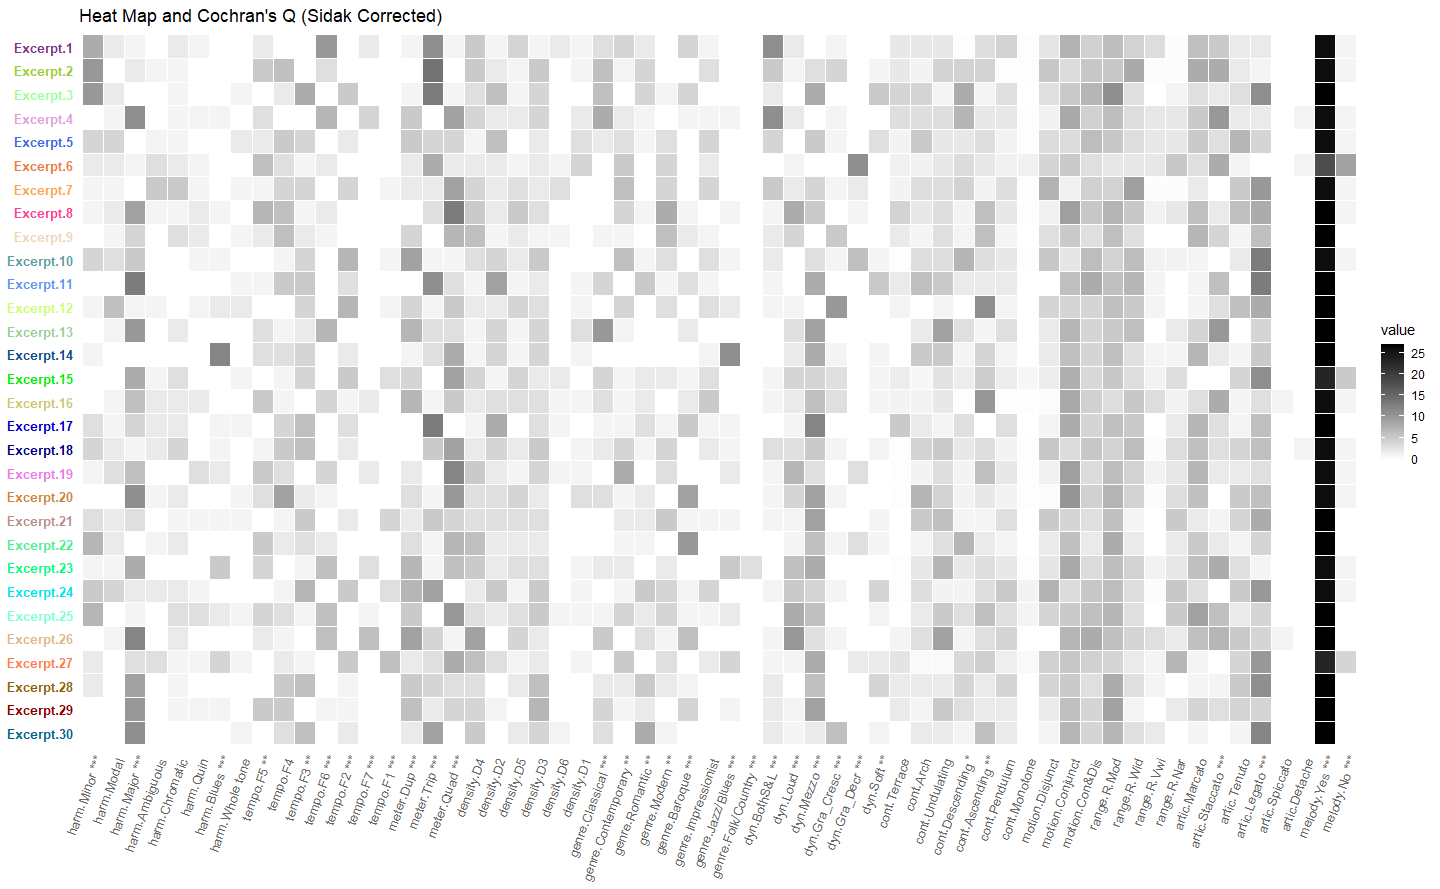 Heat Map and Cochran's Q (Sidak Corrected)
Excerpt.1
Excerpt.2
Excerpt.3
Excerpt.4
Excerpt.5
Excerpt.6
Excerpt.7
Excerpt.8
Excerpt.9
Excerpt.10
Excerpt.11
Excerpt.12
Excerpt.13
Excerpt.14
Excerpt.15
Excerpt.16
Excerpt.17
Excerpt.18
Excerpt.19
Excerpt.20
Excerpt.21
Excerpt.22
Excerpt.23
Excerpt.24
Excerpt.25
Excerpt.26
Excerpt.27
Excerpt.28
Excerpt.29
Excerpt.30
value
25
20
15
10
5
0
harm.Minor ***
harm.Modal
harm.Major ***
harm.Ambiguous
harm.Chromatic
harm.Quin
harm.Blues ***
harm.Whole tone
tempo.F5 **
tempo.F4
tempo.F3 **
tempo.F6 ***
tempo.F2 ***
tempo.F7 ***
tempo.F1 ***
meter.Dup ***
meter.Trip ***
meter.Quad ***
density.D4
density.D2
density.D5
density.D3
density.D6
density.D1
genre.Classical ***
genre.Contemporary **
genre.Romantic **
genre.Modern **
genre.Baroque ***
genre.Impressionist
genre.Jazz/Blues ***
genre.Folk/Country ***
dyn.BothS&L
dyn.Loud ***
dyn.Mezzo ***
dyn.Gra_Cresc ***
dyn.Gra_Decr ***
dyn.Soft **
cont.Terrace
cont.Arch
cont.Undulating
cont.Descending *
cont.Ascending **
cont.Pendulum
cont.Monotone
motion.Disjunct
motion.Conjunct
motion.Con&Dis
range.R.Mod
range.R.Wid
range.R.Vwi
range.R.Nar
artic.Marcato
artic.Staccato ***
artic.Tenuto
artic.Legato ***
artic.Spiccato
artic.Detache
melody.Yes ***
melody.No ***